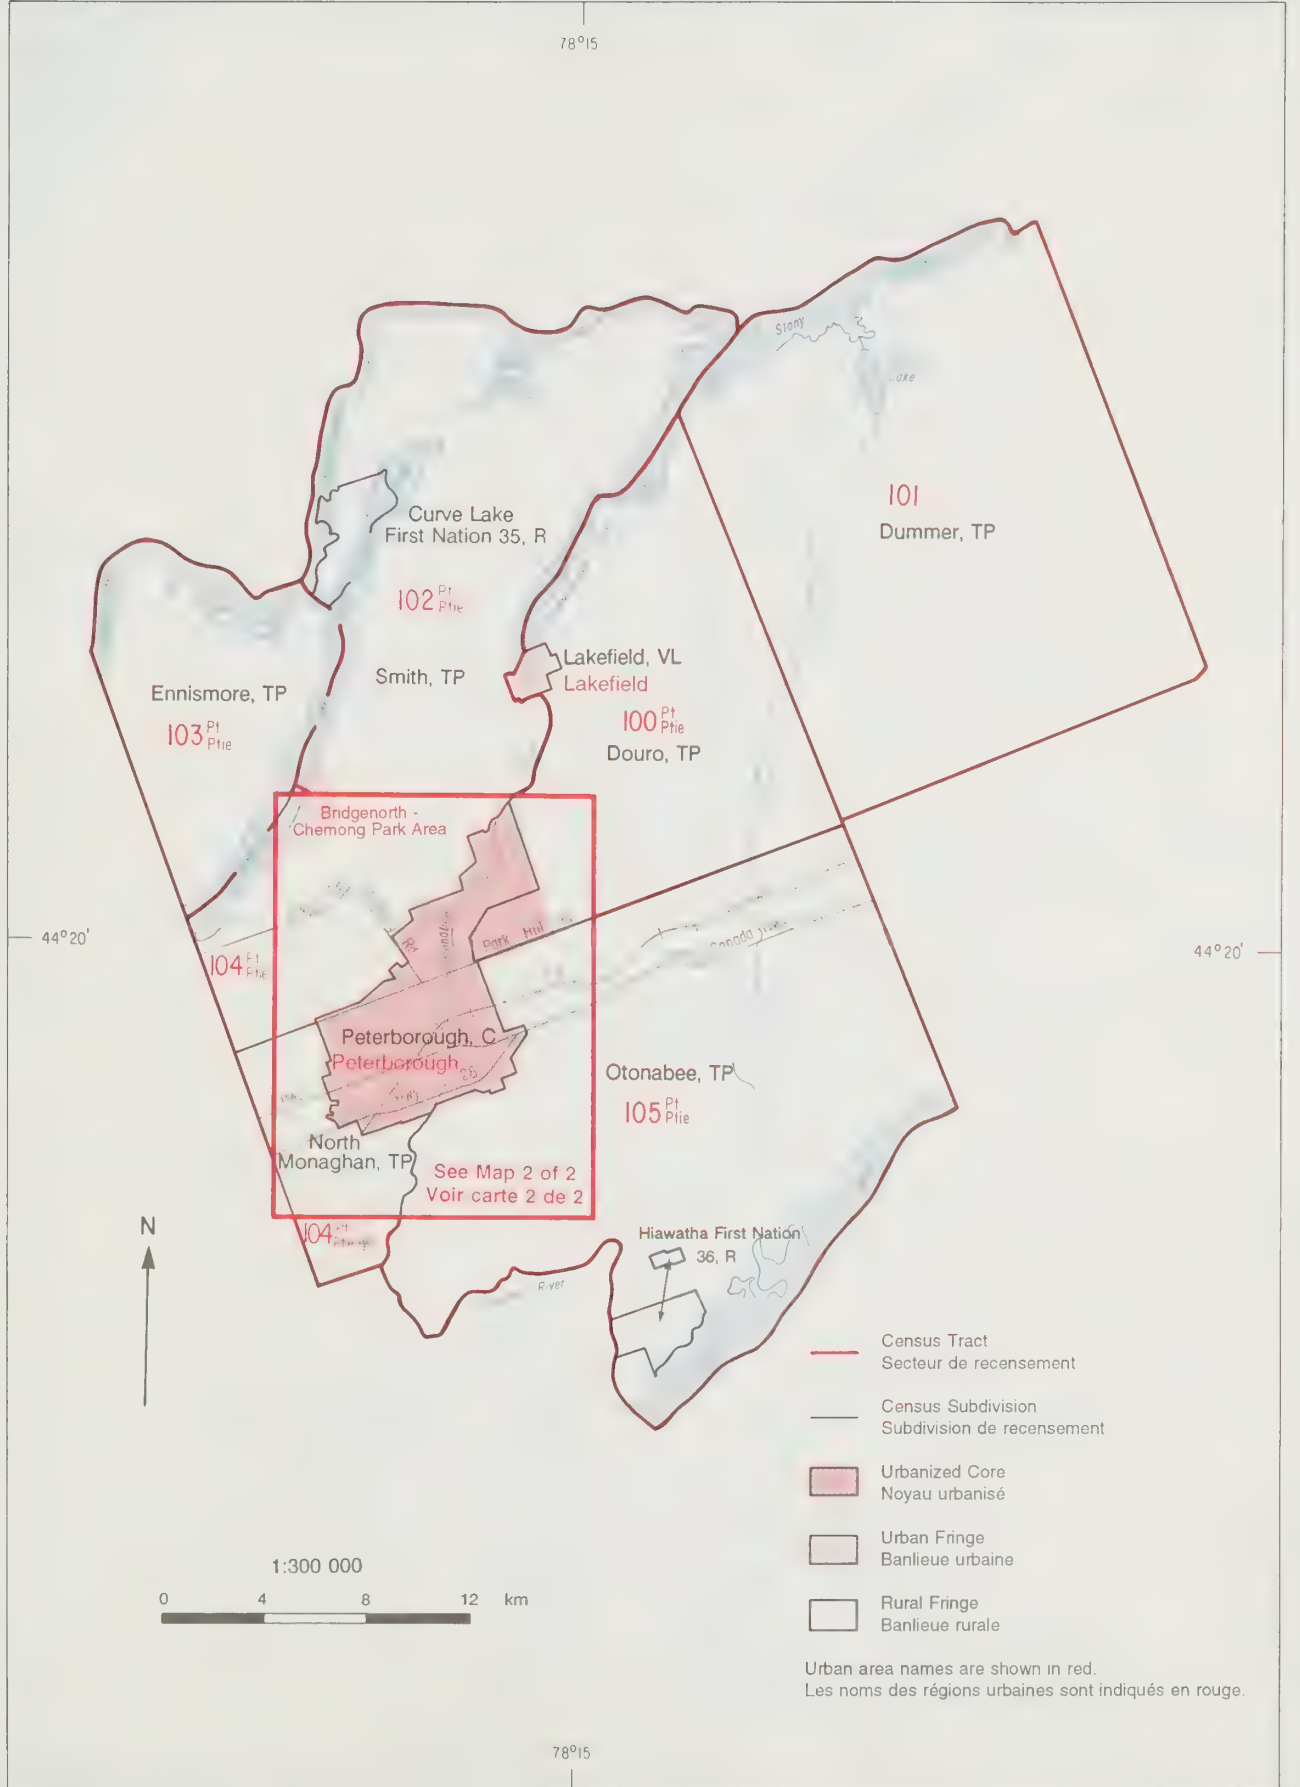 78°15
Stony
Lake
Curve Lake
First Nation 35, R
101
Dummer, TP
102 Pt
Ptie
Lakefield, VL
Lakefield
Smith, TP
Ennismore, TP
103 Pt
Ptie
100 Pt
Ptie
Douro, TP
Bridgenorth -
Chemong Park Area
Rd
Park Hill
Canada
44°20'
44°20'
104 Pt
Ptie
Peterborough, C
Peterborough
28
Otonabee, TP
105 Pt
Ptie
North
Monaghan, TP
See Map 2 of 2
Voir carte 2 de 2
N
104
Hiawatha First Nation
36, R
River
Census Tract
Secteur de recensement
Census Subdivision
Subdivision de recensement
Urbanized Core
Noyau urbanisé
Urban Fringe
Banlieue urbaine
Rural Fringe
Banlieue rurale
1:300 000
0 4 8 12 km
Urban area names are shown in red.
Les noms des régions urbaines sont indiqués en rouge.
78°15